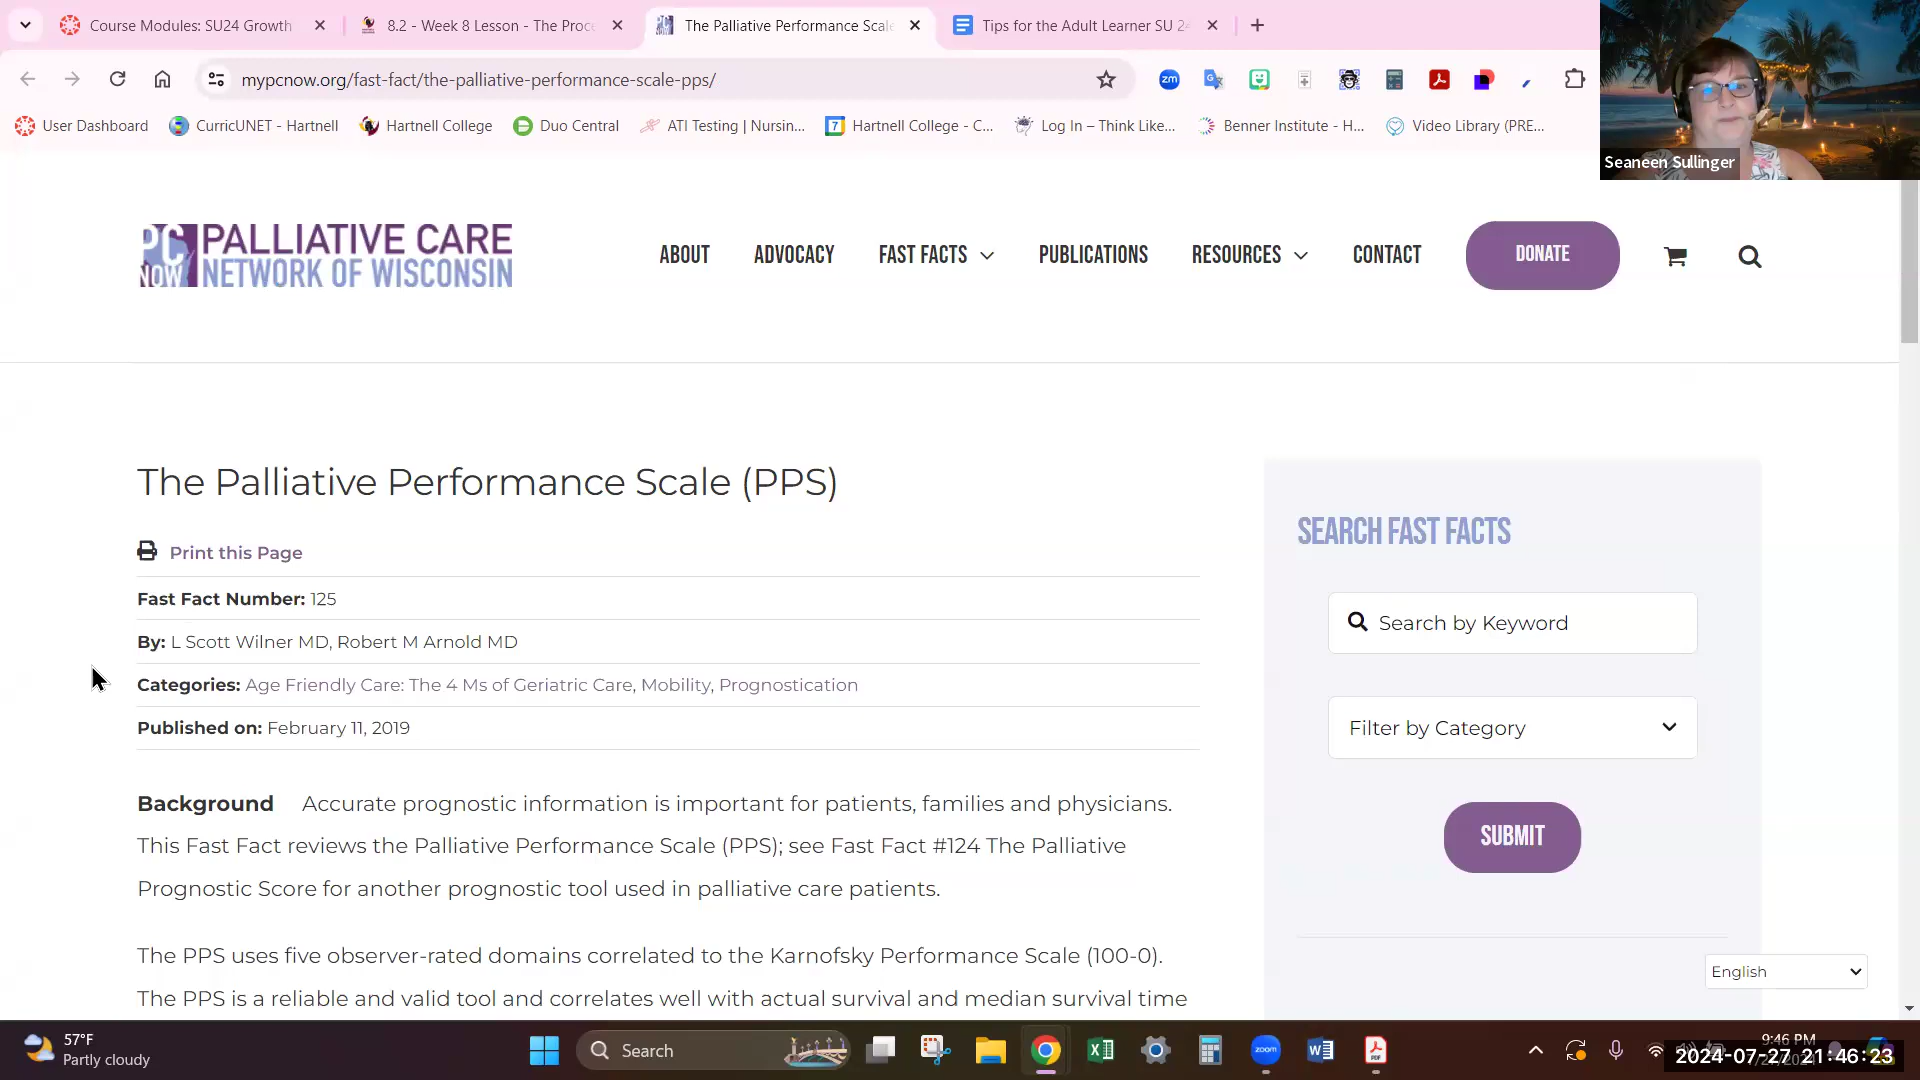 Course Modules: SU24 Growth
8.2 - Week 8 Lesson - The Proce
The Palliative Performance Scale
Tips for the Adult Learner SU 24
mypcnow.org/fast-fact/the-palliative-performance-scale-pps/
User Dashboard
CurricUNET - Hartnell
Hartnell College
Duo Central
ATI Testing | Nursin...
Hartnell College - C...
Log In – Think Like...
Benner Institute - H...
Video Library (PRE...
Seaneen Sullinger
PC NOW
PALLIATIVE CARE
NETWORK OF WISCONSIN
ABOUT
ADVOCACY
FAST FACTS
PUBLICATIONS
RESOURCES
CONTACT
DONATE
The Palliative Performance Scale (PPS)
Print this Page
Fast Fact Number: 125
By: L Scott Wilner MD, Robert M Arnold MD
Categories: Age Friendly Care: The 4 Ms of Geriatric Care, Mobility, Prognostication
Published on: February 11, 2019
Background Accurate prognostic information is important for patients, families and physicians.
This Fast Fact reviews the Palliative Performance Scale (PPS); see Fast Fact #124 The Palliative
Prognostic Score for another prognostic tool used in palliative care patients.
The PPS uses five observer-rated domains correlated to the Karnofsky Performance Scale (100-0).
The PPS is a reliable and valid tool and correlates well with actual survival and median survival time
SEARCH FAST FACTS
Search by Keyword
Filter by Category
SUBMIT
English
57°F
Partly cloudy
Search
zoom
9:46 PM
2024-07-27 21:46:23